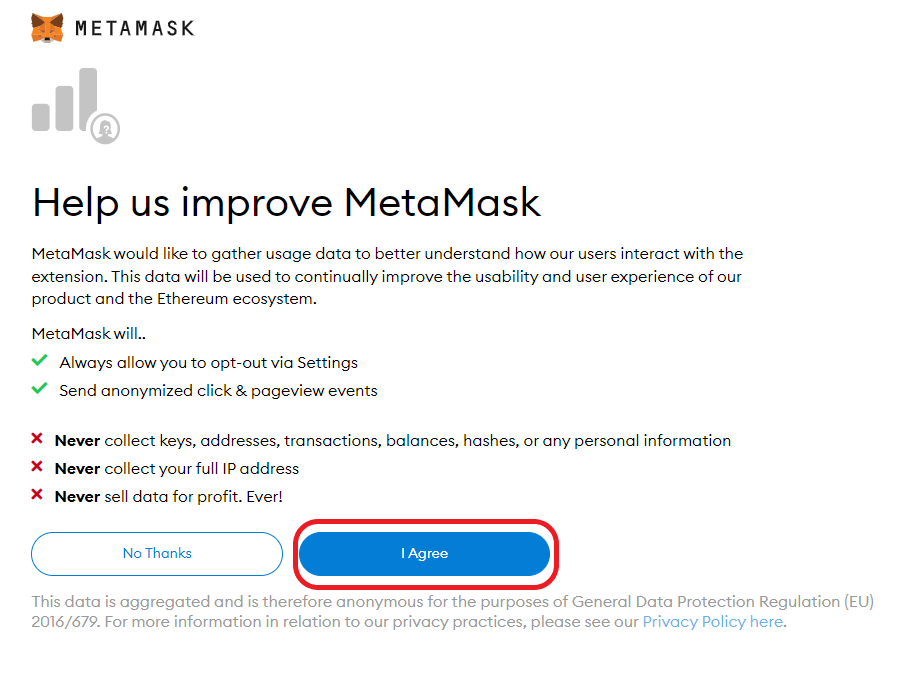 METAMASK
Help us improve MetaMask
MetaMask would like to gather usage data to better understand how our users interact with the
extension. This data will be used to continually improve the usability and user experience of our
product and the Ethereum ecosystem.
MetaMask will..
Always allow you to opt-out via Settings
Send anonymized click & pageview events
Never collect keys, addresses, transactions, balances, hashes, or any personal information
Never collect your full IP address
Never sell data for profit. Ever!
No Thanks
I Agree
This data is aggregated and is therefore anonymous for the purposes of General Data Protection Regulation (EU)
2016/679. For more information in relation to our privacy practices, please see our Privacy Policy here.